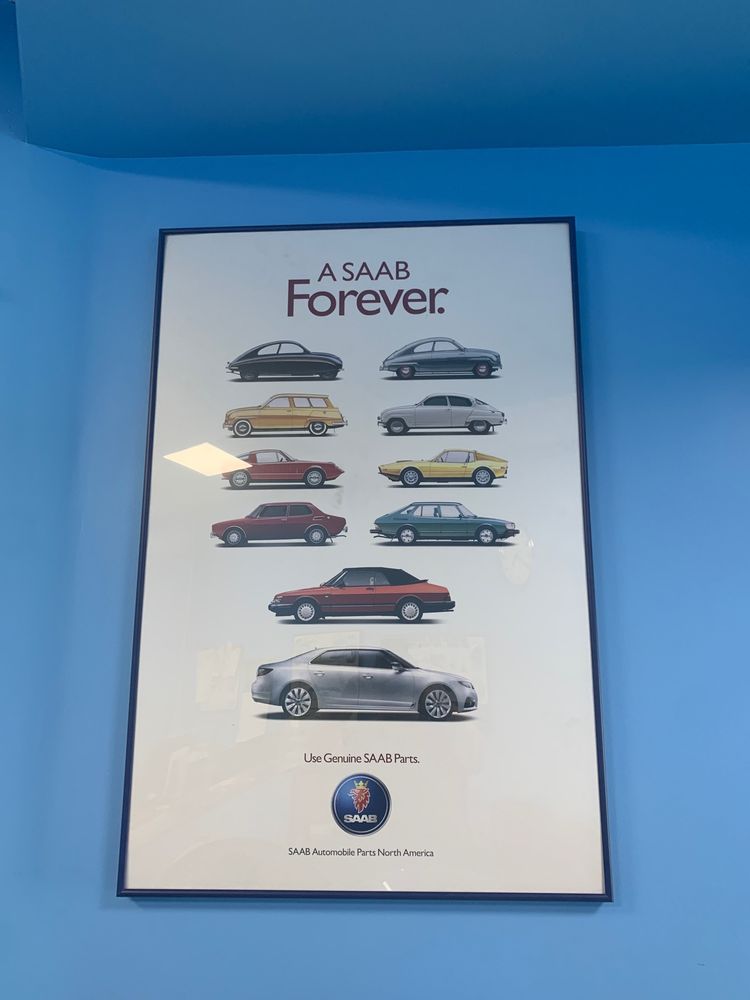 A SAAB
Forever.
Use Genuine SAAB Parts.
SAAB
SAAB Automobile Parts North America